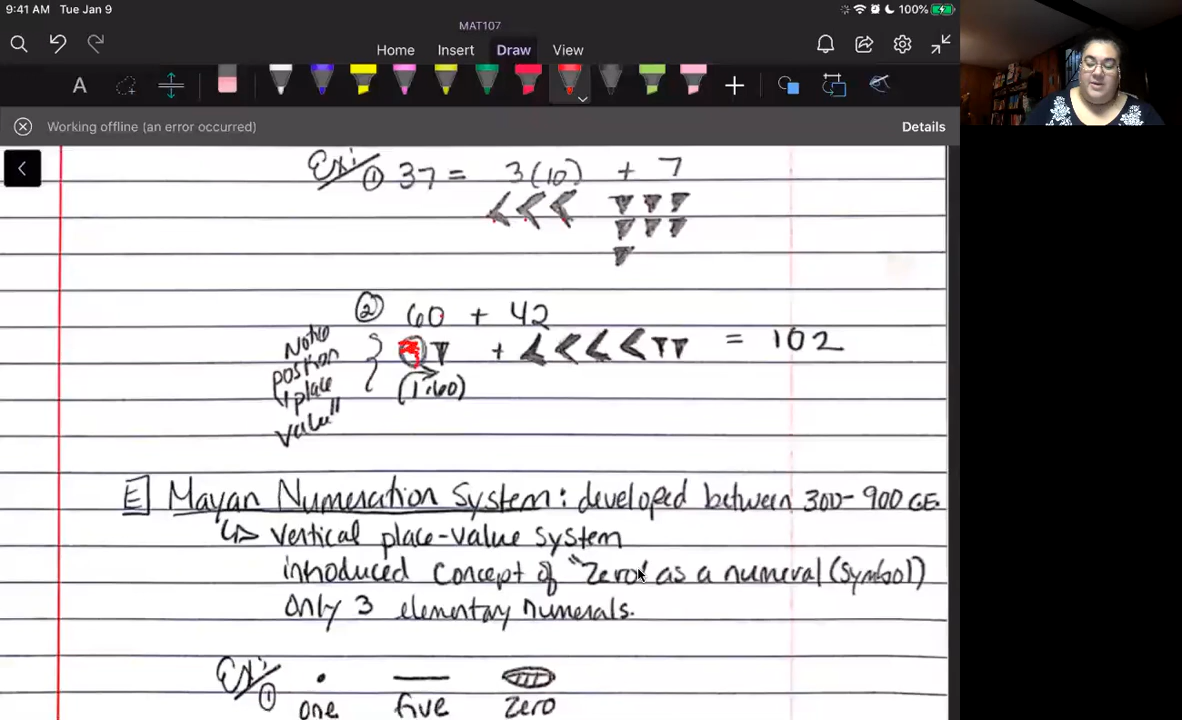 9:41 AM Tue Jan 9
100%
MAT107
Home Insert Draw View
A
Working offline (an error occurred)
Details
Ex: ① 37 = 3(10) + 7
② 60 + 42
+ = 102
(1·60)
Note
position
"place
value"
E] Mayan Numeration System: developed between 300-900 CE.
↳ vertical place-value system
introduced concept of "Zero" as a numeral (symbol)
only 3 elementary numerals.
Ex: ①
one five zero